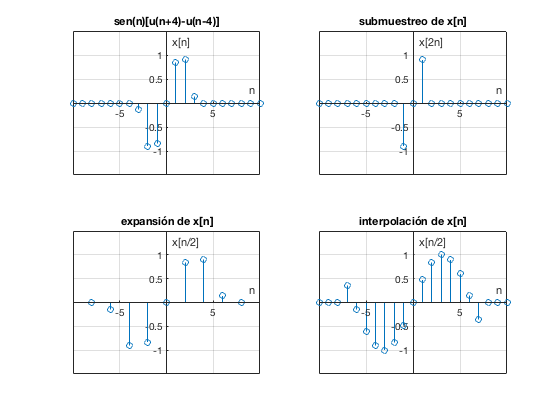 sen(n)[u(n+4)-u(n-4)]
x[n]
1
0.5
n
-5
5
-0.5
-1
submuestreo de x[n]
x[2n]
1
0.5
n
-5
5
-0.5
-1
expansión de x[n]
x[n/2]
1
0.5
n
-5
5
-0.5
-1
interpolación de x[n]
x[n/2]
1
0.5
n
-5
5
-0.5
-1